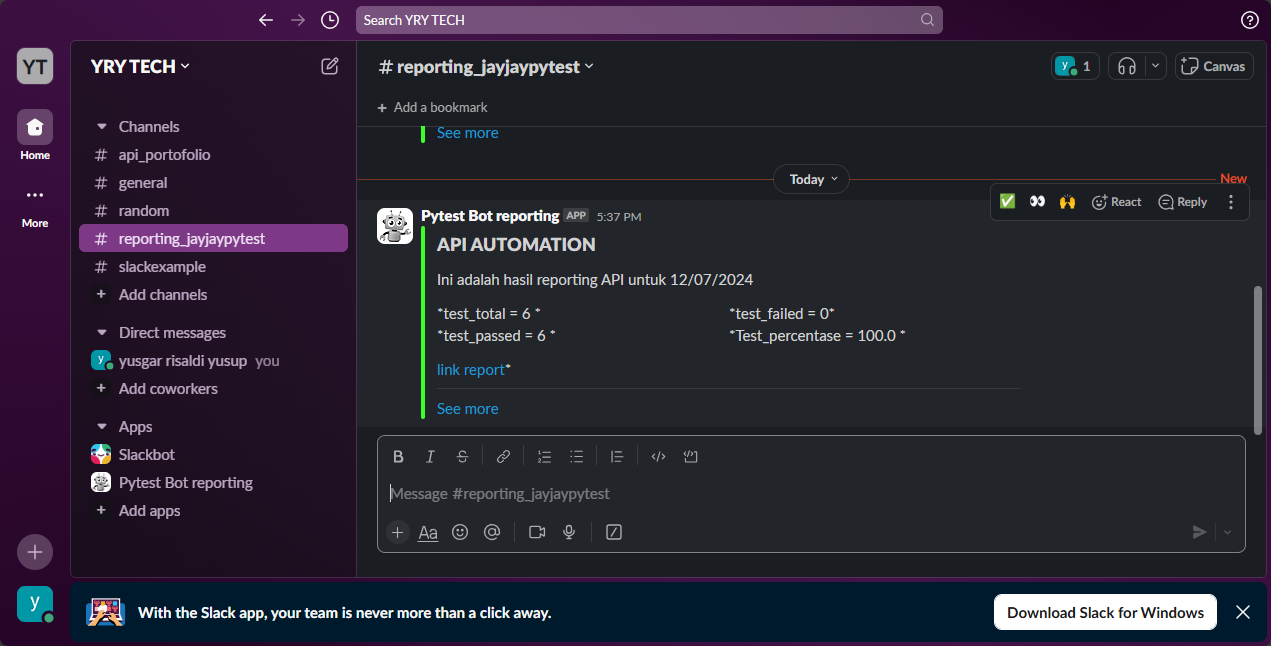 Search YRY TECH
YT
Home
More
YRY TECH
Channels
# api_portofolio
# general
# random
# reporting_jayjaypytest
# slackexample
+ Add channels
Direct messages
y yusgar risaldi yusup you
+ Add coworkers
Apps
Slackbot
Pytest Bot reporting
+ Add apps
+
y
# reporting_jayjaypytest
y 1
Canvas
+ Add a bookmark
See more
Today
New
React
Reply
Pytest Bot reporting APP 5:37 PM
API AUTOMATION
Ini adalah hasil reporting API untuk 12/07/2024
*test_total = 6 * *test_failed = 0*
*test_passed = 6 * *Test_percentase = 100.0 *
link report*
See more
B I S
Message #reporting_jayjaypytest
+ Aa @
With the Slack app, your team is never more than a click away.
Download Slack for Windows